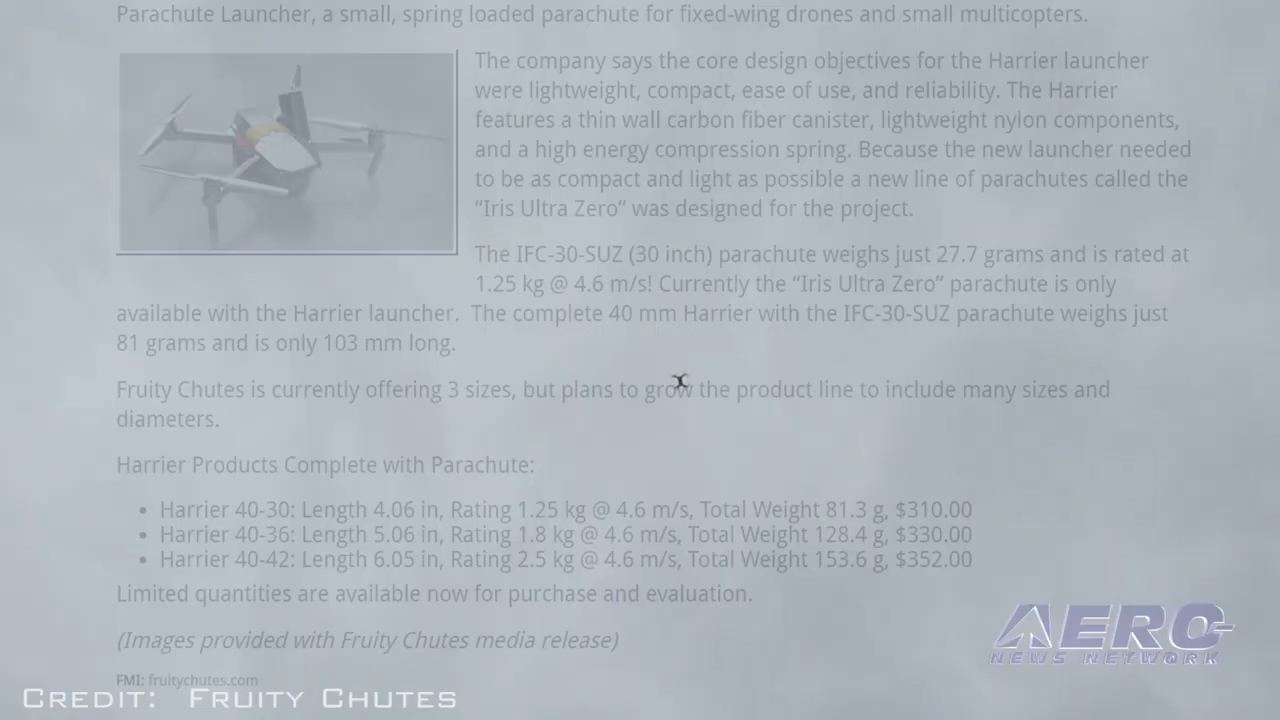 Parachute Launcher, a small, spring loaded parachute for fixed-wing drones and small multicopters.
The company says the core design objectives for the Harrier launcher
were lightweight, compact, ease of use, and reliability. The Harrier
features a thin wall carbon fiber canister, lightweight nylon components,
and a high energy compression spring. Because the new launcher needed
to be as compact and light as possible a new line of parachutes called the
“Iris Ultra Zero” was designed for the project.
The IFC-30-SUZ (30 inch) parachute weighs just 27.7 grams and is rated at
1.25 kg @ 4.6 m/s! Currently the “Iris Ultra Zero” parachute is only
available with the Harrier launcher. The complete 40 mm Harrier with the IFC-30-SUZ parachute weighs just
81 grams and is only 103 mm long.
Fruity Chutes is currently offering 3 sizes, but plans to grow the product line to include many sizes and
diameters.
Harrier Products Complete with Parachute:
• Harrier 40-30: Length 4.06 in, Rating 1.25 kg @ 4.6 m/s, Total Weight 81.3 g, $310.00
• Harrier 40-36: Length 5.06 in, Rating 1.8 kg @ 4.6 m/s, Total Weight 128.4 g, $330.00
• Harrier 40-42: Length 6.05 in, Rating 2.5 kg @ 4.6 m/s, Total Weight 153.6 g, $352.00
Limited quantities are available now for purchase and evaluation.
(Images provided with Fruity Chutes media release)
AERO
NEWS NETWORK
FMI: fruitychutes.com
CREDIT: FRUITY CHUTES